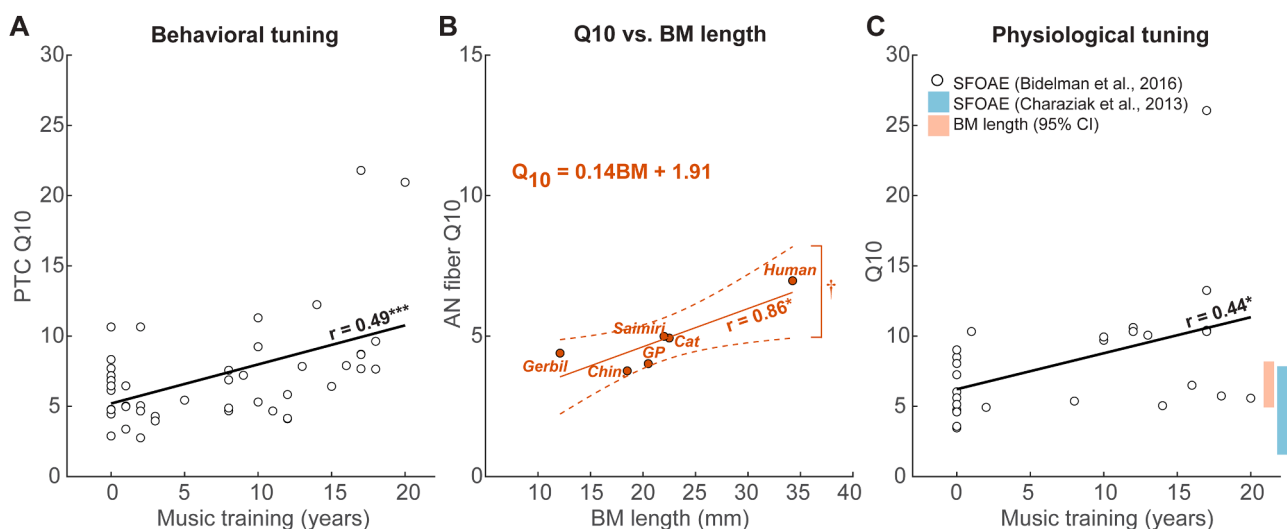 A
Behavioral tuning
30
25
20
15
10
5
0
PTC Q10
r = 0.49***
0 5 10 15 20
Music training (years)
B
Q10 vs. BM length
15
10
5
0
AN fiber Q10
Q10 = 0.14BM + 1.91
Human
†
r = 0.86*
Saimiri
Cat
GP
Gerbil
Chin
10 15 20 25 30 35 40
BM length (mm)
C
Physiological tuning
30
25
20
15
10
5
0
Q10
SFOAE (Bidelman et al., 2016)
SFOAE (Charaziak et al., 2013)
BM length (95% CI)
r = 0.44*
0 5 10 15 20
Music training (years)